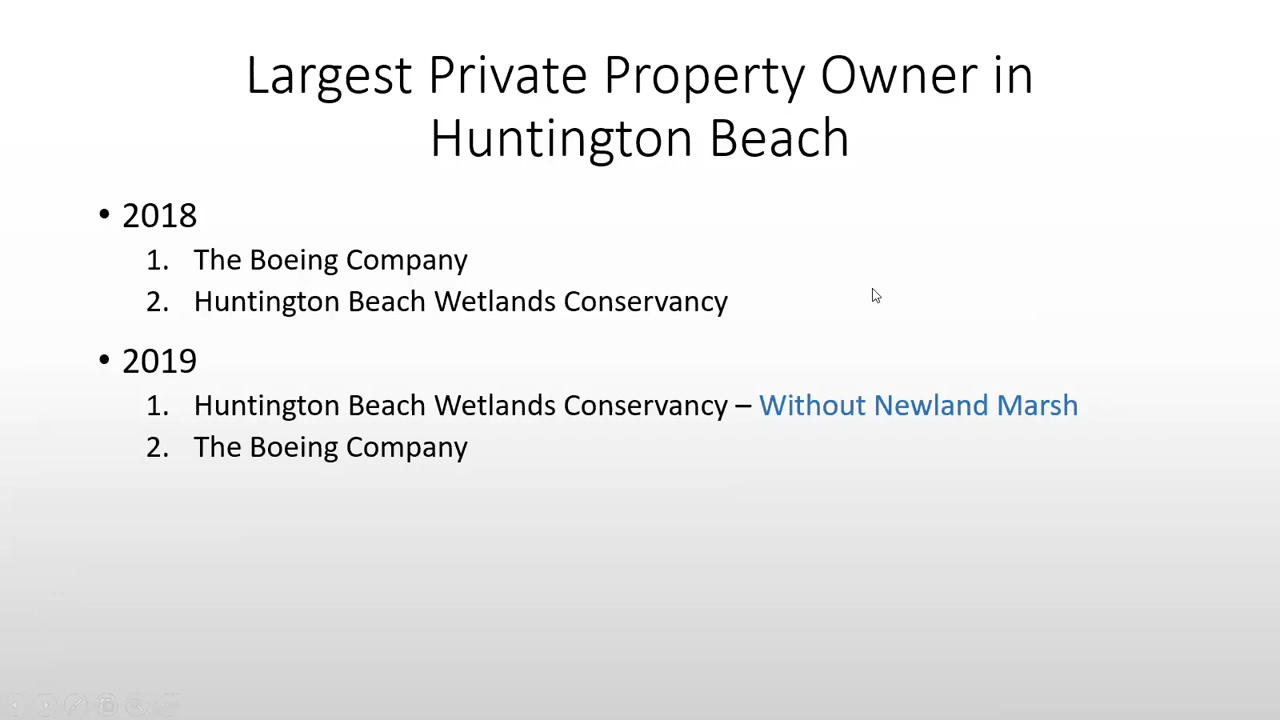 Largest Private Property Owner in
Huntington Beach
• 2018
1. The Boeing Company
2. Huntington Beach Wetlands Conservancy
• 2019
1. Huntington Beach Wetlands Conservancy – Without Newland Marsh
2. The Boeing Company